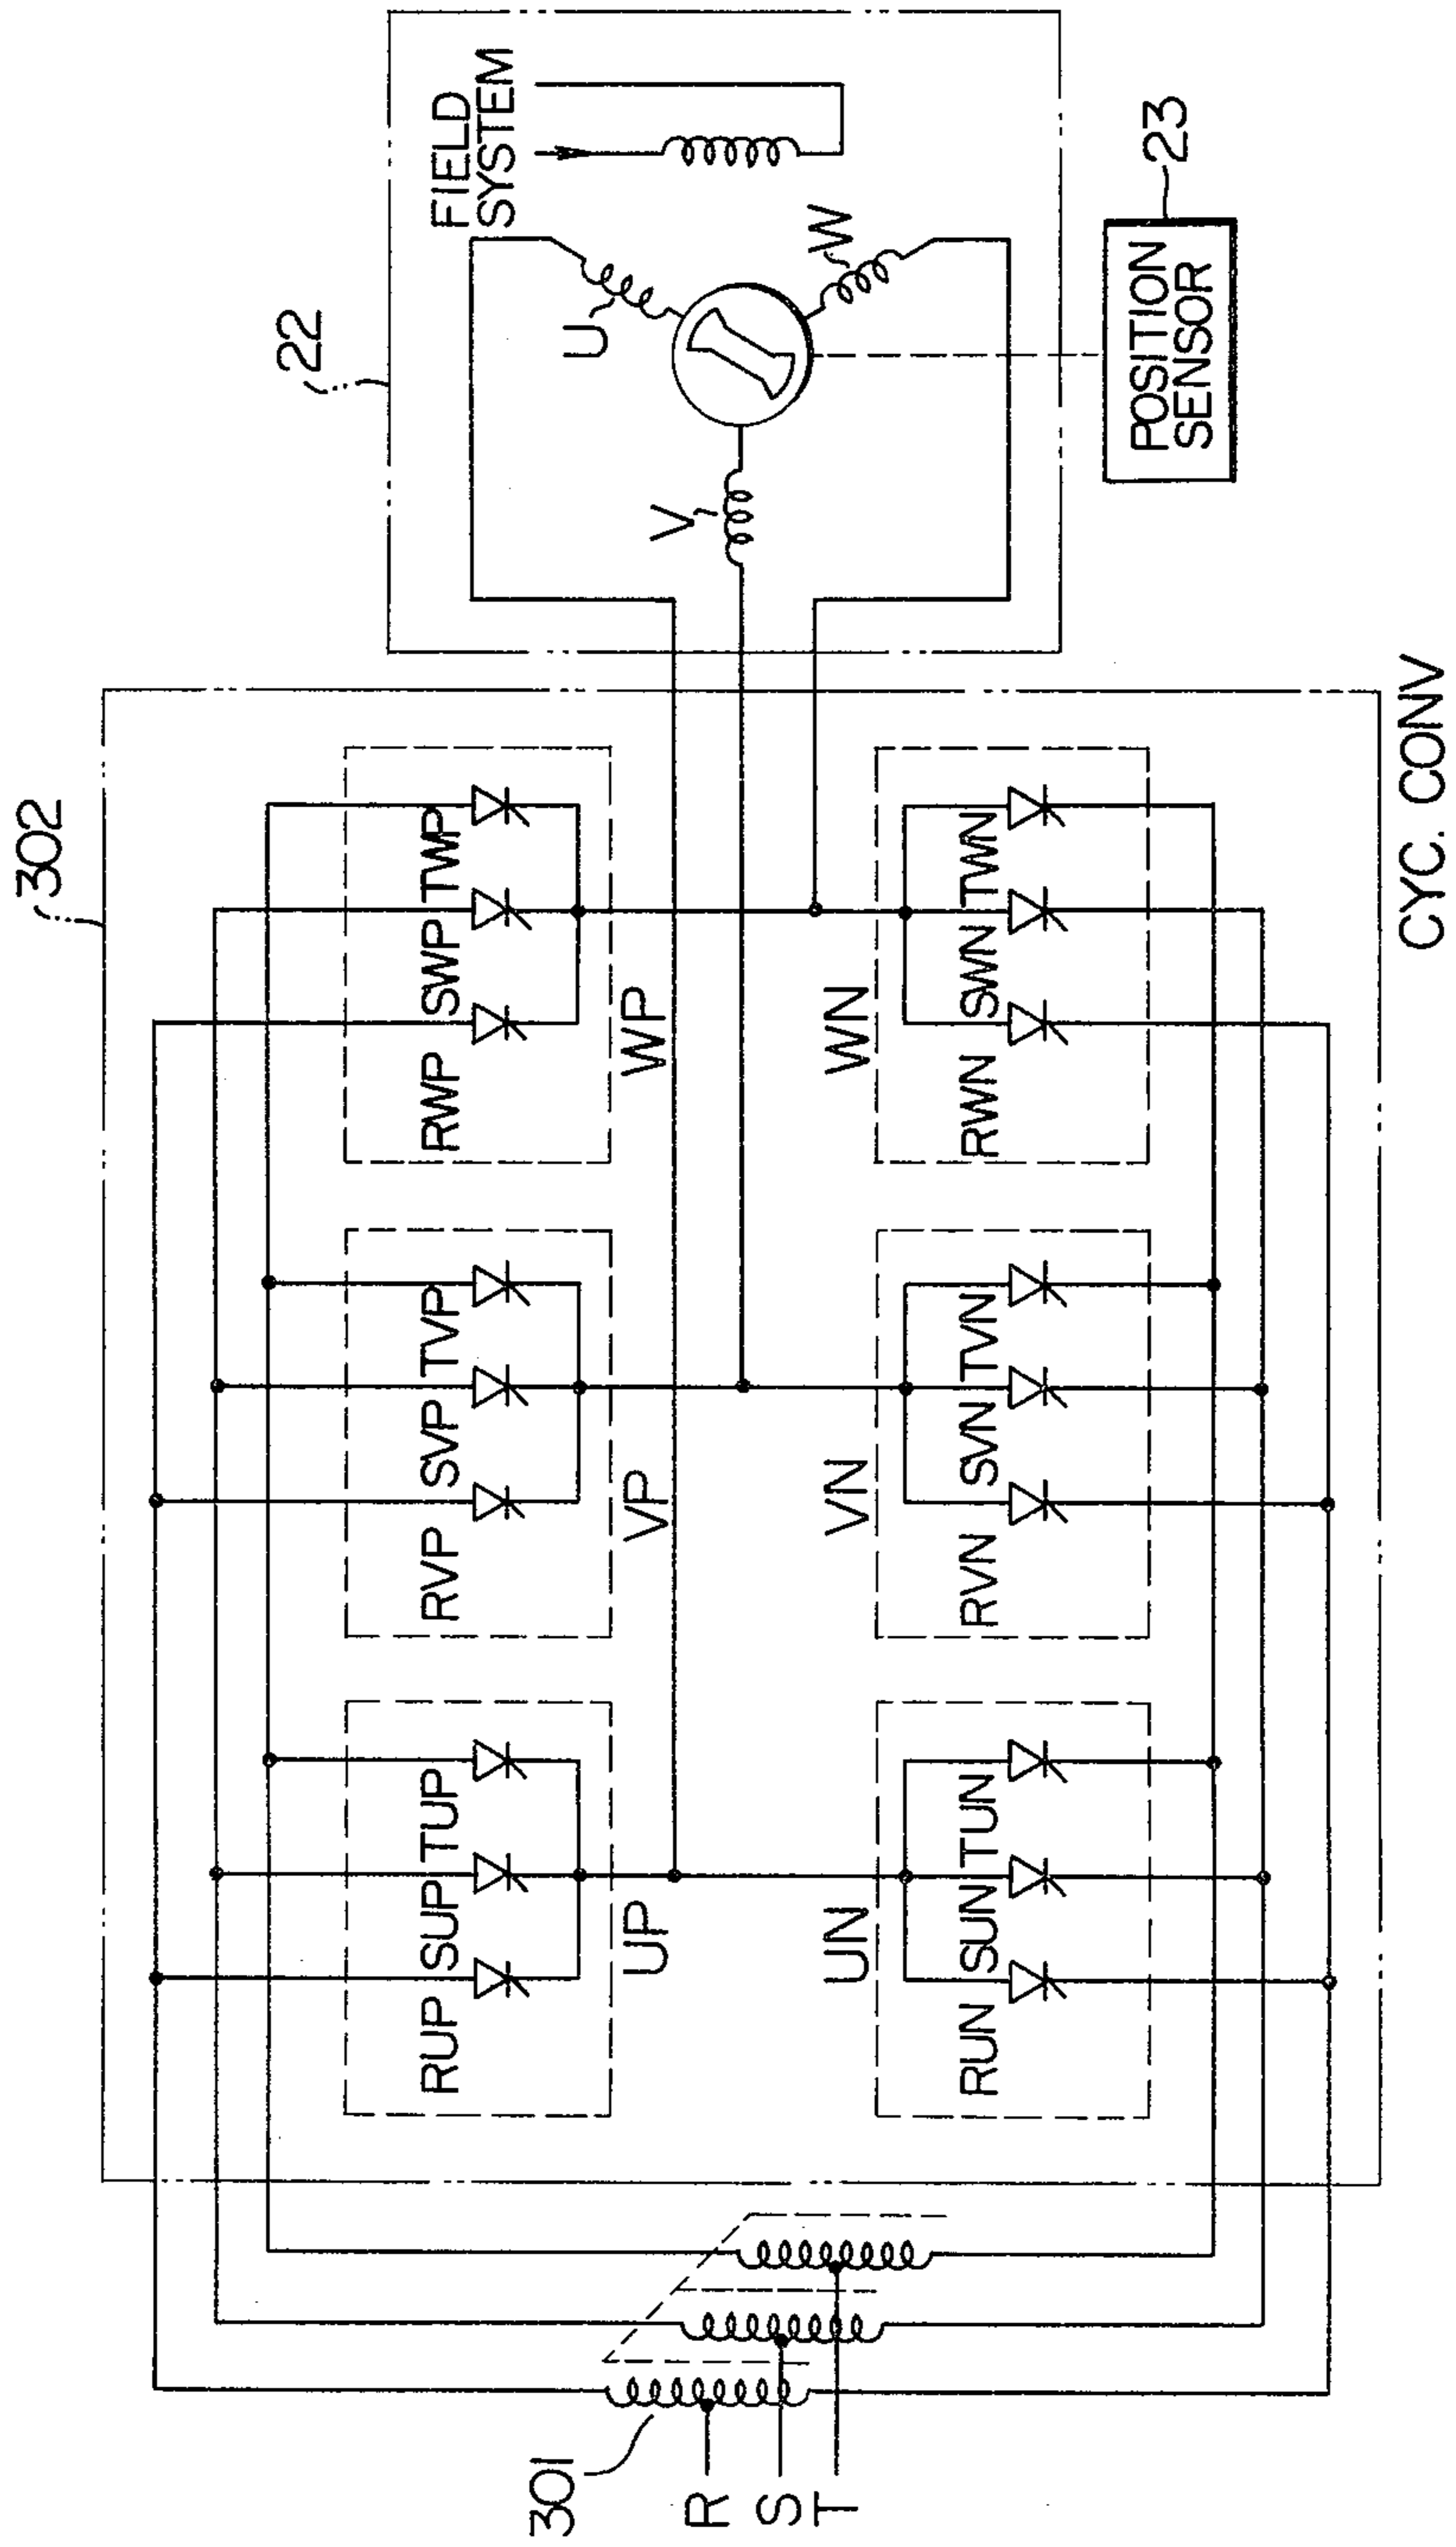 302
22
FIELD
SYSTEM
U
V
W
23
POSITION
SENSOR
RUP SUP TUP
RVP SVP TVP
RWP SWP TWP
UP
VP
WP
UN
VN
WN
RUN SUN TUN
RVN SVN TVN
RWN SWN TWN
301
R
S
T
CYC. CONV